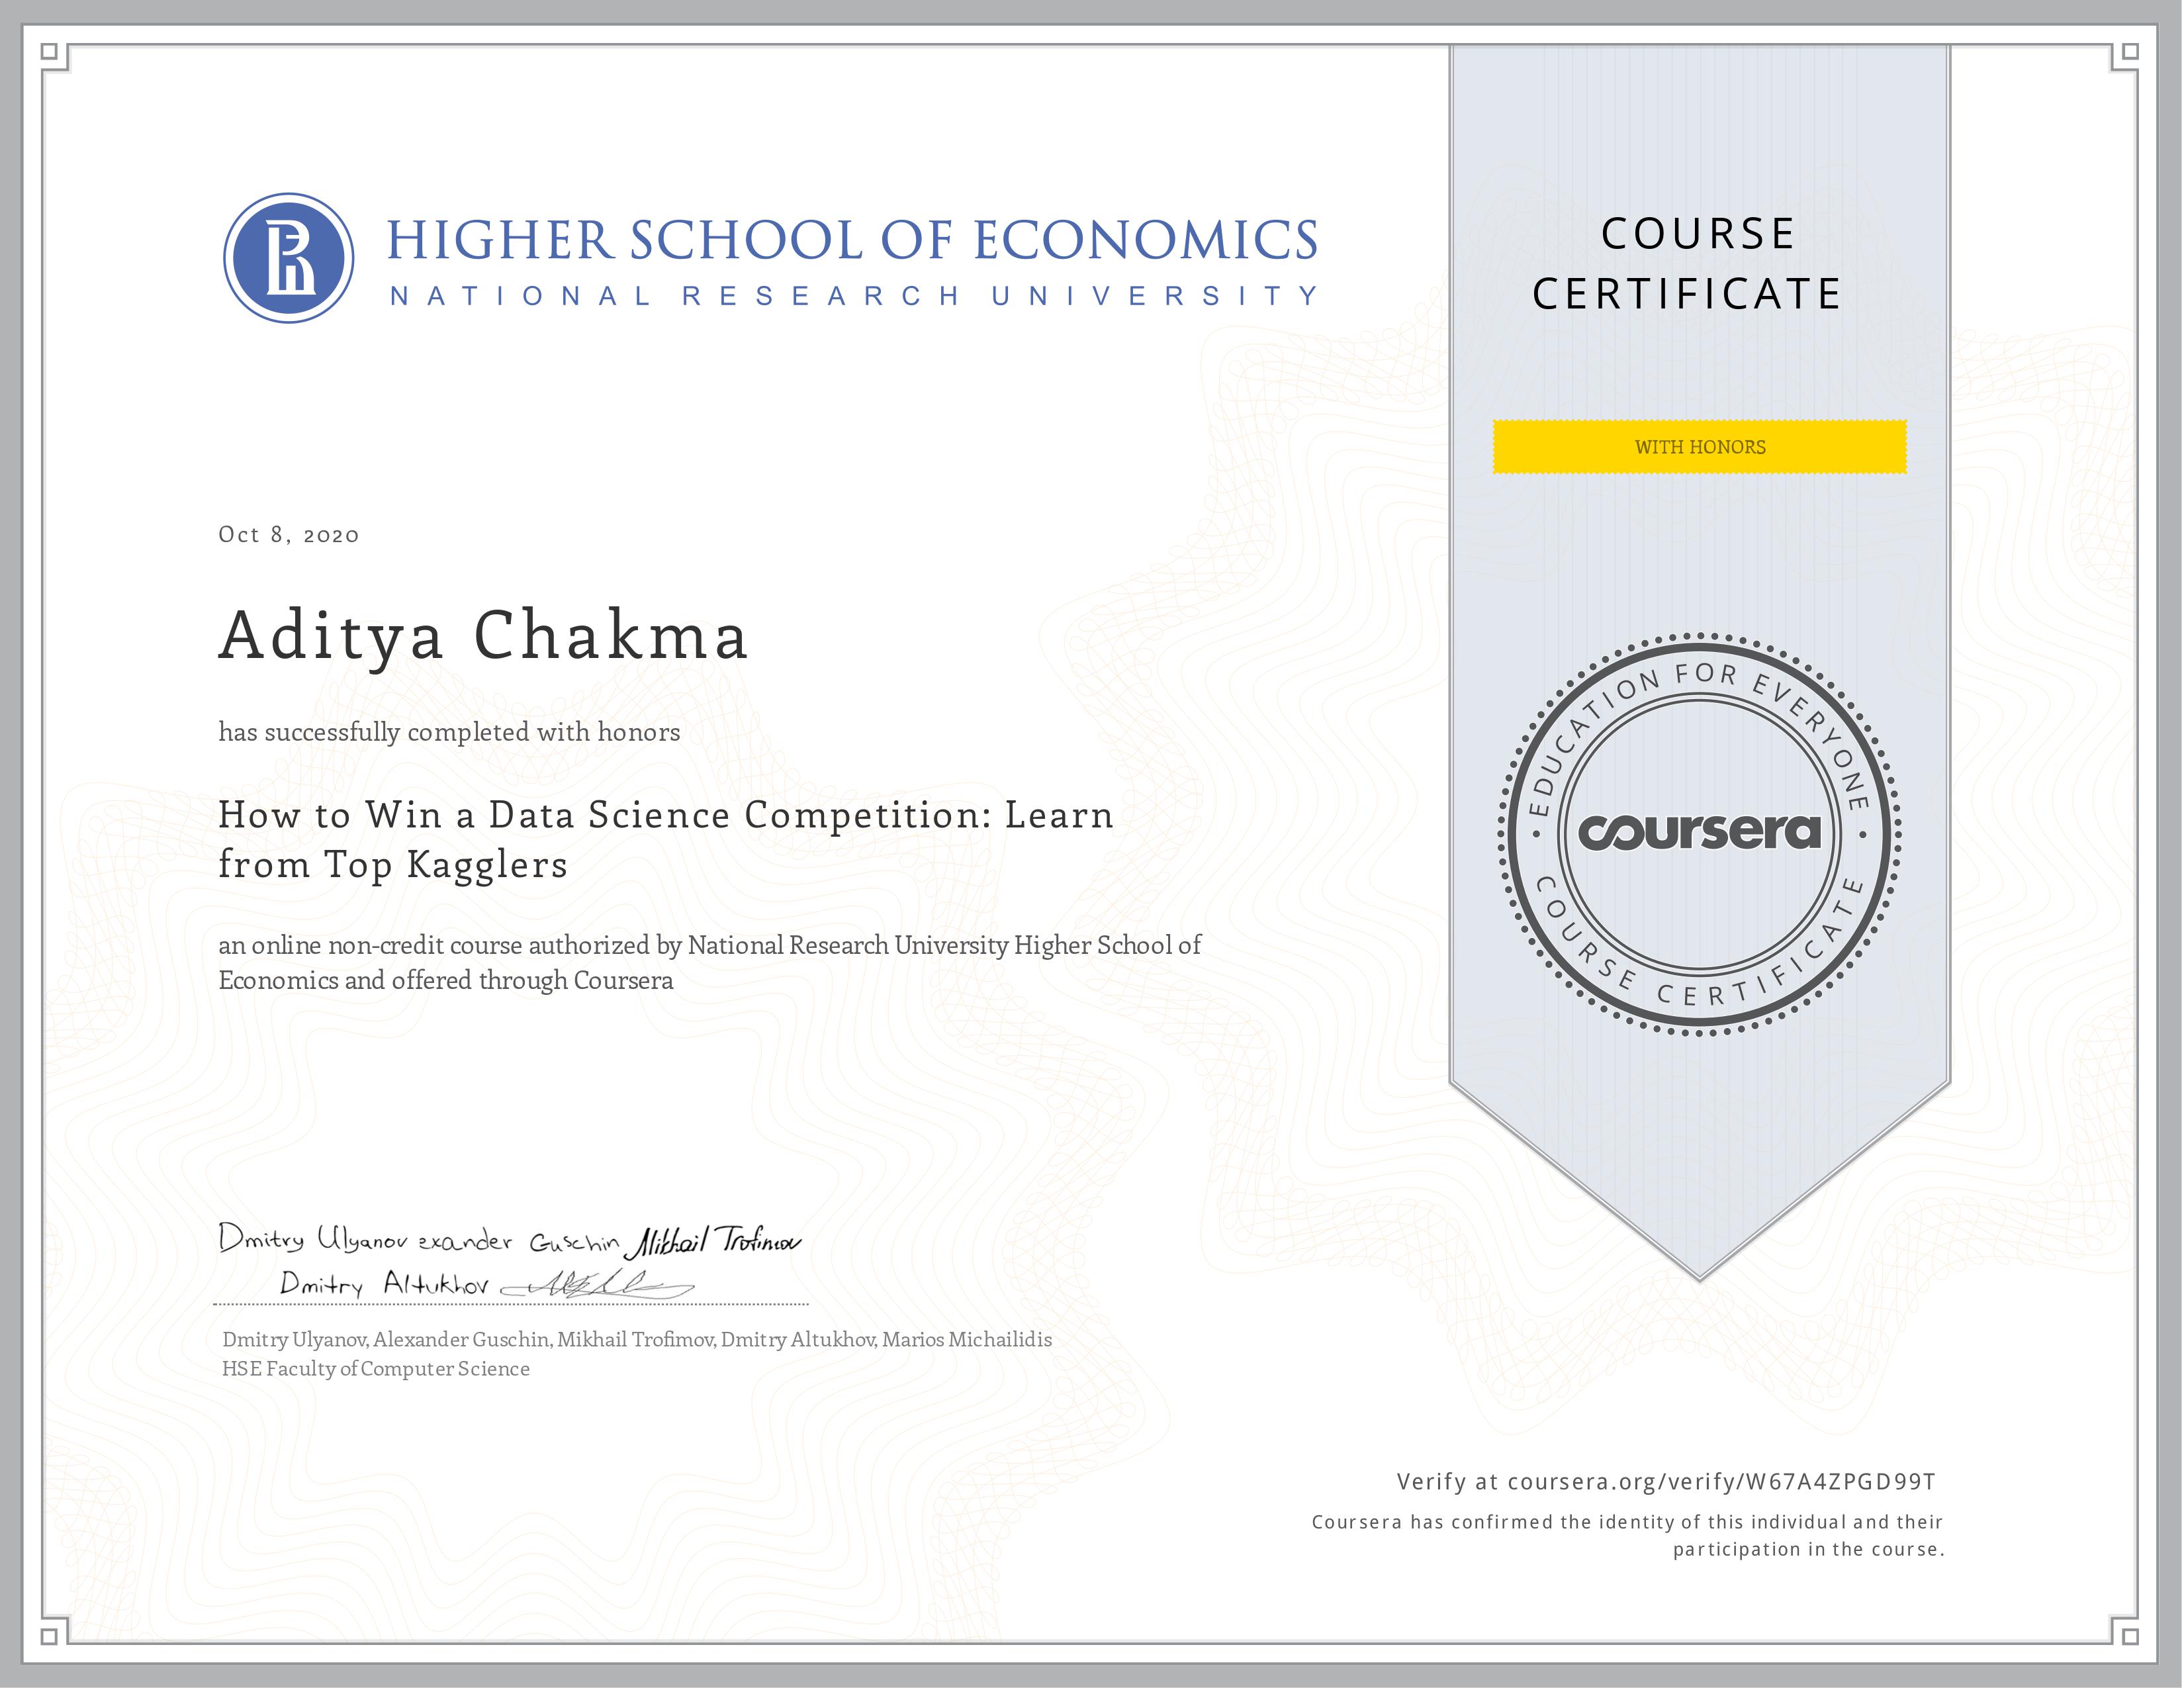 HIGHER SCHOOL OF ECONOMICS
NATIONAL RESEARCH UNIVERSITY
COURSE
CERTIFICATE
WITH HONORS
Oct 8, 2020
Aditya Chakma
has successfully completed with honors
How to Win a Data Science Competition: Learn
from Top Kagglers
an online non-credit course authorized by National Research University Higher School of
Economics and offered through Coursera
EDUCATION FOR EVERYONE
coursera
COURSE CERTIFICATE
Dmitry Ulyanov exander Guschin Mikhail Trofimov
Dmitry Altukhov
Dmitry Ulyanov, Alexander Guschin, Mikhail Trofimov, Dmitry Altukhov, Marios Michailidis
HSE Faculty of Computer Science
Verify at coursera.org/verify/W67A4ZPGD99T
Coursera has confirmed the identity of this individual and their
participation in the course.